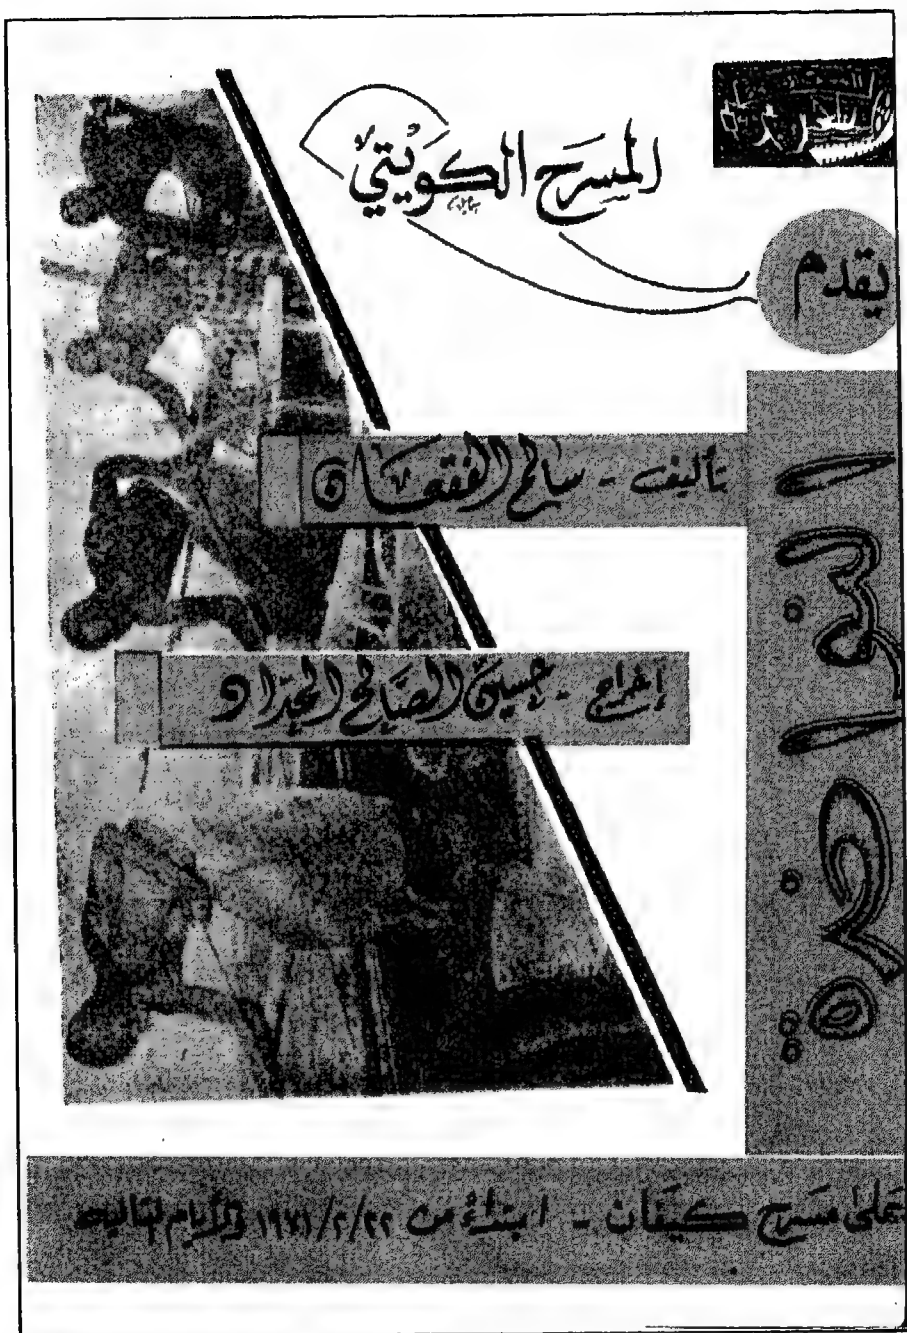 المسرح الكويتي
يقدم
تأليف - سالم الفقعان
إخراج - حسين الصالح الحداد
على مسرح كيفان - ابتداء من ٢٢/٢/١٩٧١ والأيام التالية